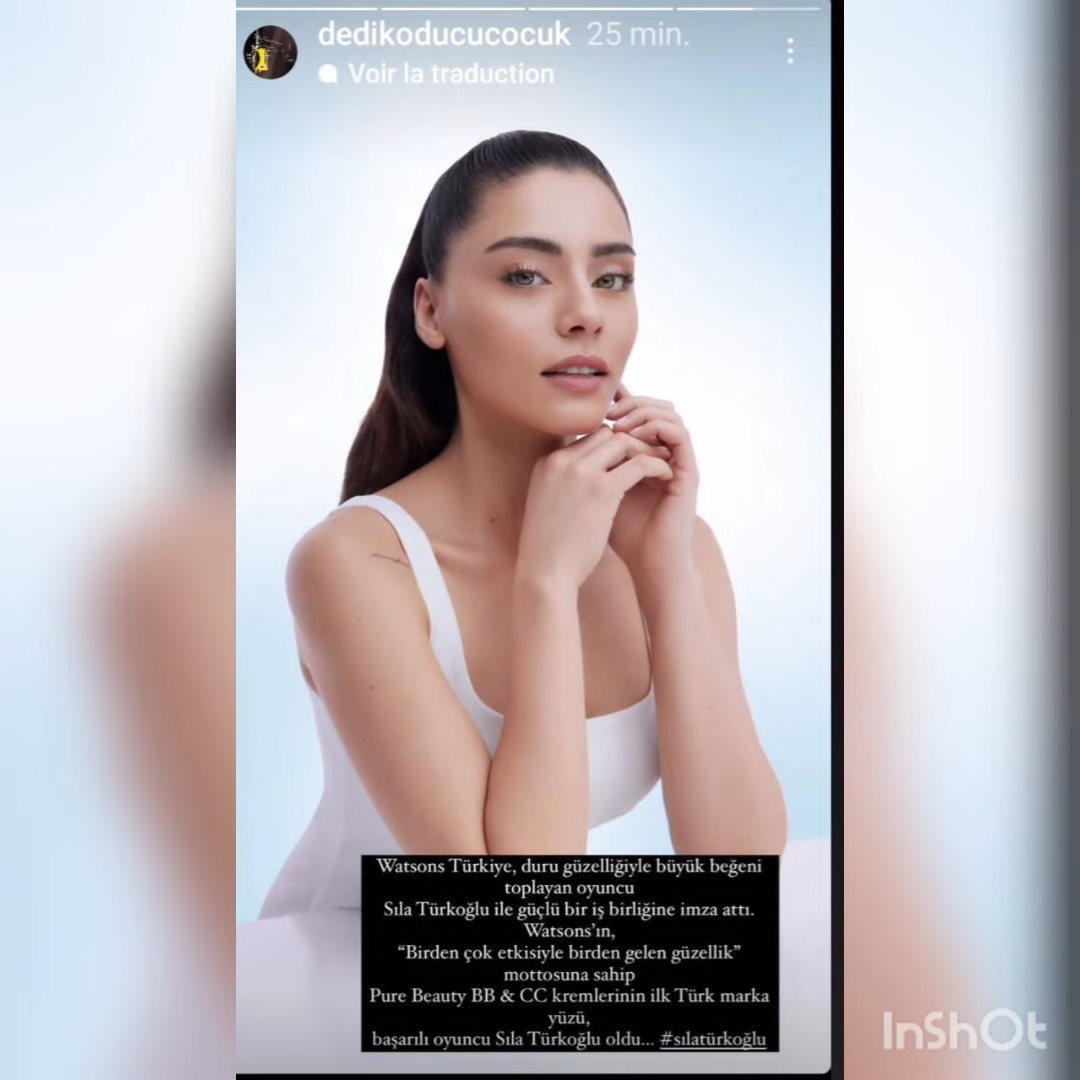 dedikoducucocuk 25 min.
Voir la traduction
Watsons Türkiye, duru güzelliğiyle büyük beğeni
toplayan oyuncu
Sıla Türkoğlu ile güçlü bir iş birliğine imza attı.
Watsons’ın,
“Birden çok etkisiyle birden gelen güzellik”
mottosuna sahip
Pure Beauty BB & CC kremlerinin ilk Türk marka
yüzü,
başarılı oyuncu Sıla Türkoğlu oldu... #sılatürkoğlu
InShOt